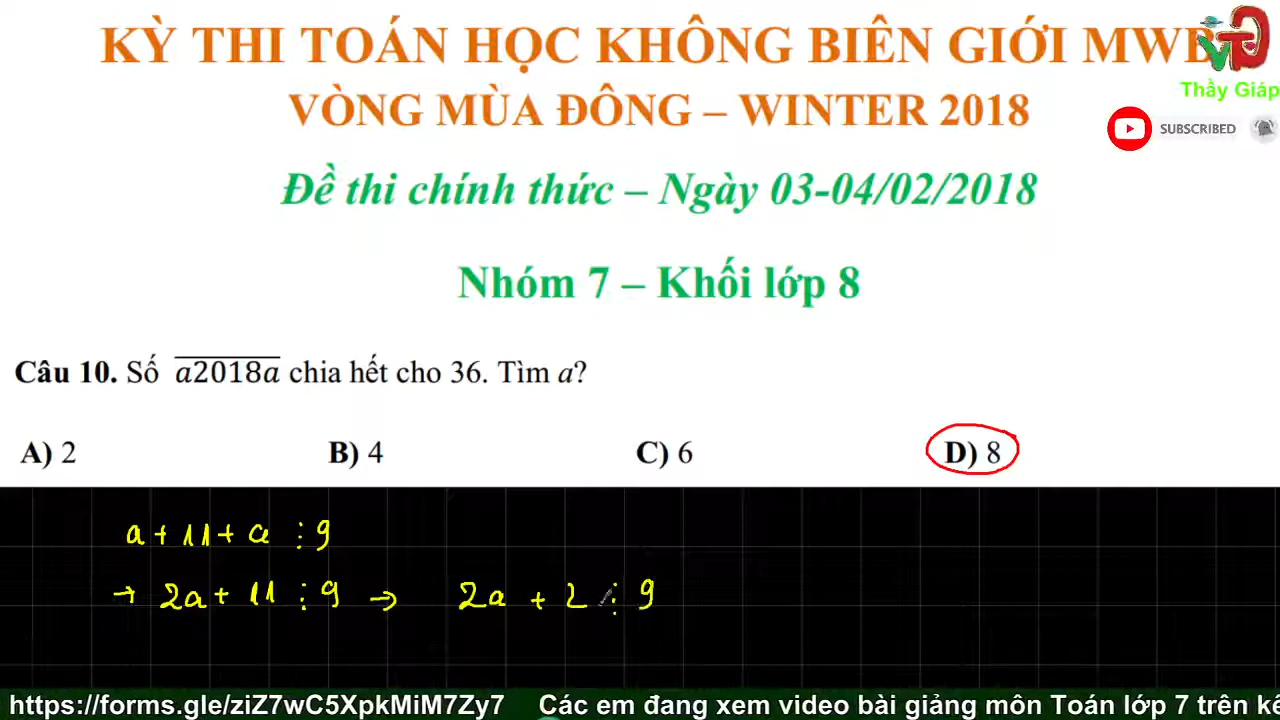 KỲ THI TOÁN HỌC KHÔNG BIÊN GIỚI MWB
Thầy Giáp
VÒNG MÙA ĐÔNG – WINTER 2018
SUBSCRIBED
Đề thi chính thức – Ngày 03-04/02/2018
Nhóm 7 – Khối lớp 8
Câu 10. Số a2018a chia hết cho 36. Tìm a?
A) 2 B) 4 C) 6 D) 8
a + 11 + a ⋮ 9
→ 2a + 11 ⋮ 9 → 2a + 2 ⋮ 9
https://forms.gle/ziZ7wC5XpkMiM7Zy7 Các em đang xem video bài giảng môn Toán lớp 7 trên kê